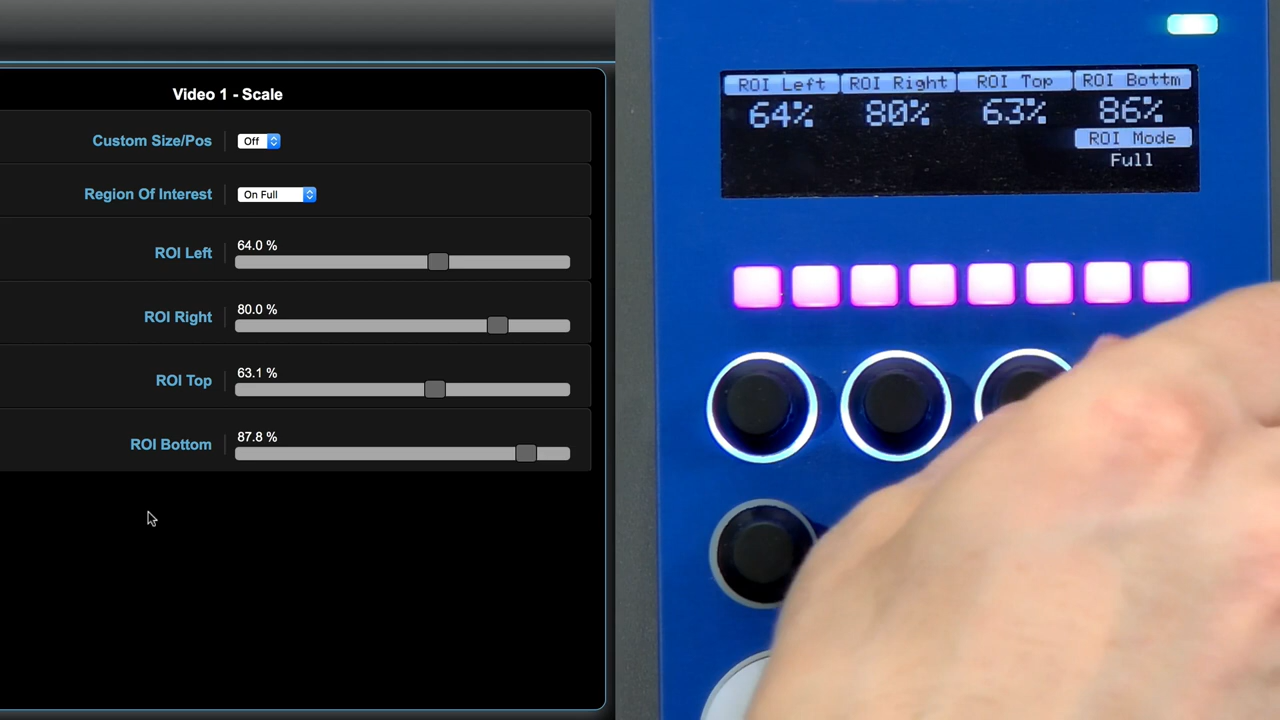 Video 1 - Scale
Custom Size/Pos Off
Region Of Interest On Full
ROI Left 64.0 %
ROI Right 80.0 %
ROI Top 63.1 %
ROI Bottom 87.8 %
ROI Left ROI Right ROI Top ROI Bottm
64% 80% 63% 86%
ROI Mode
Full